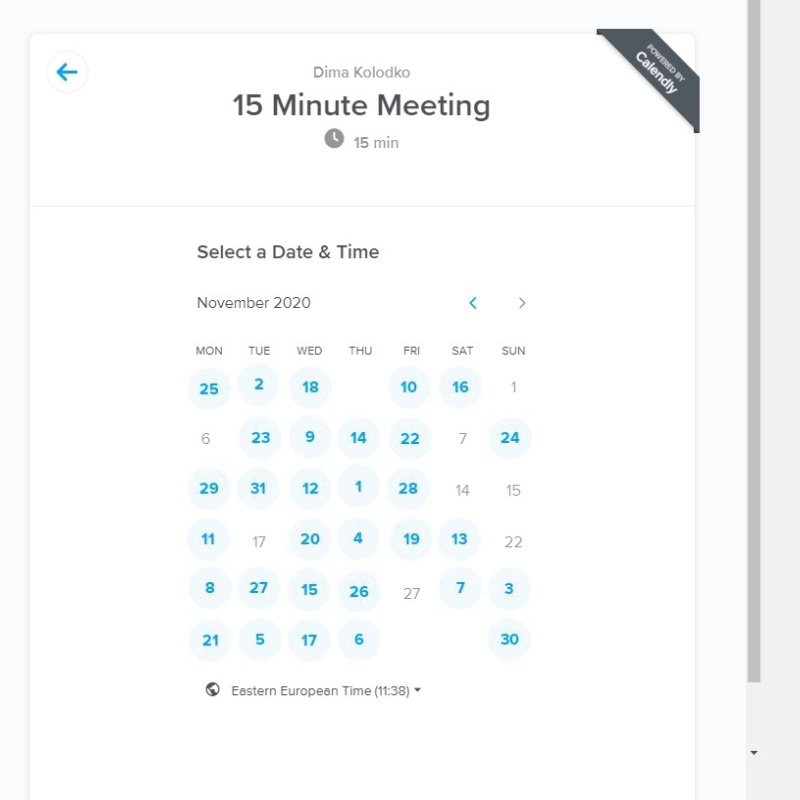 Dima Kolodko
POWERED BY
Calendly
15 Minute Meeting
15 min
Select a Date & Time
November 2020
MON TUE WED THU FRI SAT SUN
25 2 18 10 16 1
6 23 9 14 22 7 24
29 31 12 1 28 14 15
11 17 20 4 19 13 22
8 27 15 26 27 7 3
21 5 17 6 30
Eastern European Time (11:38)